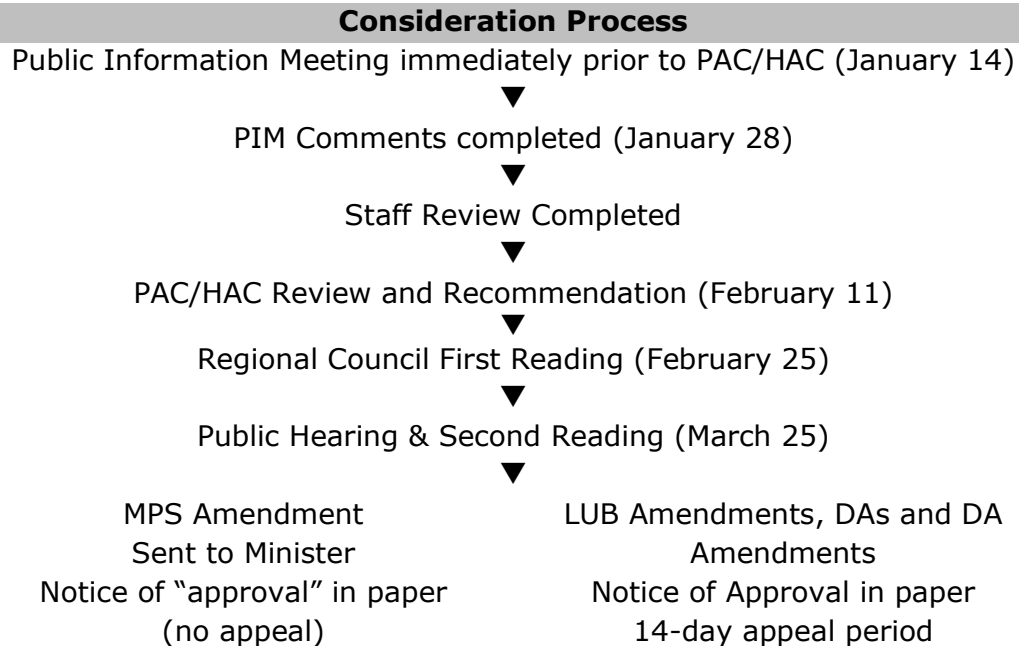 Consideration Process
Public Information Meeting immediately prior to PAC/HAC (January 14)
PIM Comments completed (January 28)
Staff Review Completed
PAC/HAC Review and Recommendation (February 11)
Regional Council First Reading (February 25)
Public Hearing & Second Reading (March 25)
MPS Amendment
Sent to Minister
Notice of “approval” in paper
(no appeal)
LUB Amendments, DAs and DA
Amendments
Notice of Approval in paper
14-day appeal period